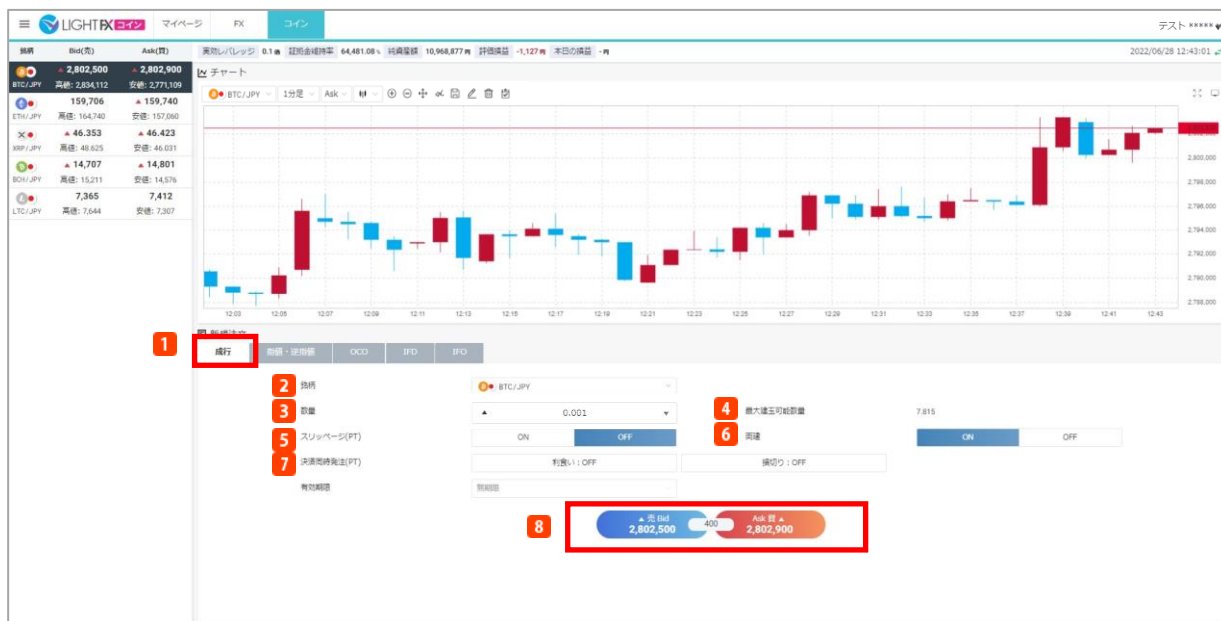 LIGHT FX コイン マイページ FX コイン テスト *****
銘柄 Bid(売) Ask(買) 実効レバレッジ 0.1倍 証拠金維持率 64,481.08% 純資産額 10,968,877円 評価損益 -1,127円 本日の損益 -円 2022/06/28 12:43:01
BTC/JPY ▲ 2,802,500 ▲ 2,802,900
高値: 2,834,112 安値: 2,771,109
ETH/JPY 159,706 ▲ 159,740
高値: 164,740 安値: 157,060
XRP/JPY ▲ 46.353 ▲ 46.423
高値: 48.625 安値: 46.031
BCH/JPY ▲ 14,707 ▲ 14,801
高値: 15,211 安値: 14,576
LTC/JPY 7,365 7,412
高値: 7,644 安値: 7,307
チャート
BTC/JPY 1分足 Ask
2,800,000
2,798,000
2,796,000
2,794,000
2,792,000
2,790,000
2,788,000
12:03 12:05 12:07 12:09 12:11 12:13 12:15 12:17 12:19 12:21 12:23 12:25 12:27 12:29 12:31 12:33 12:35 12:37 12:39 12:41 12:43
新規注文
1 成行 指値・逆指値 OCO IFD IFO
2 銘柄 BTC/JPY
3 数量 ▲ 0.001 ▼ 4 最大建玉可能数量 7.815
5 スリッページ(PT) ON OFF 6 両建 ON OFF
7 決済同時発注(PT) 利食い : OFF 損切り : OFF
有効期限 無期限
8 ▲ 売 Bid 2,802,500 400 Ask 買 ▲ 2,802,900